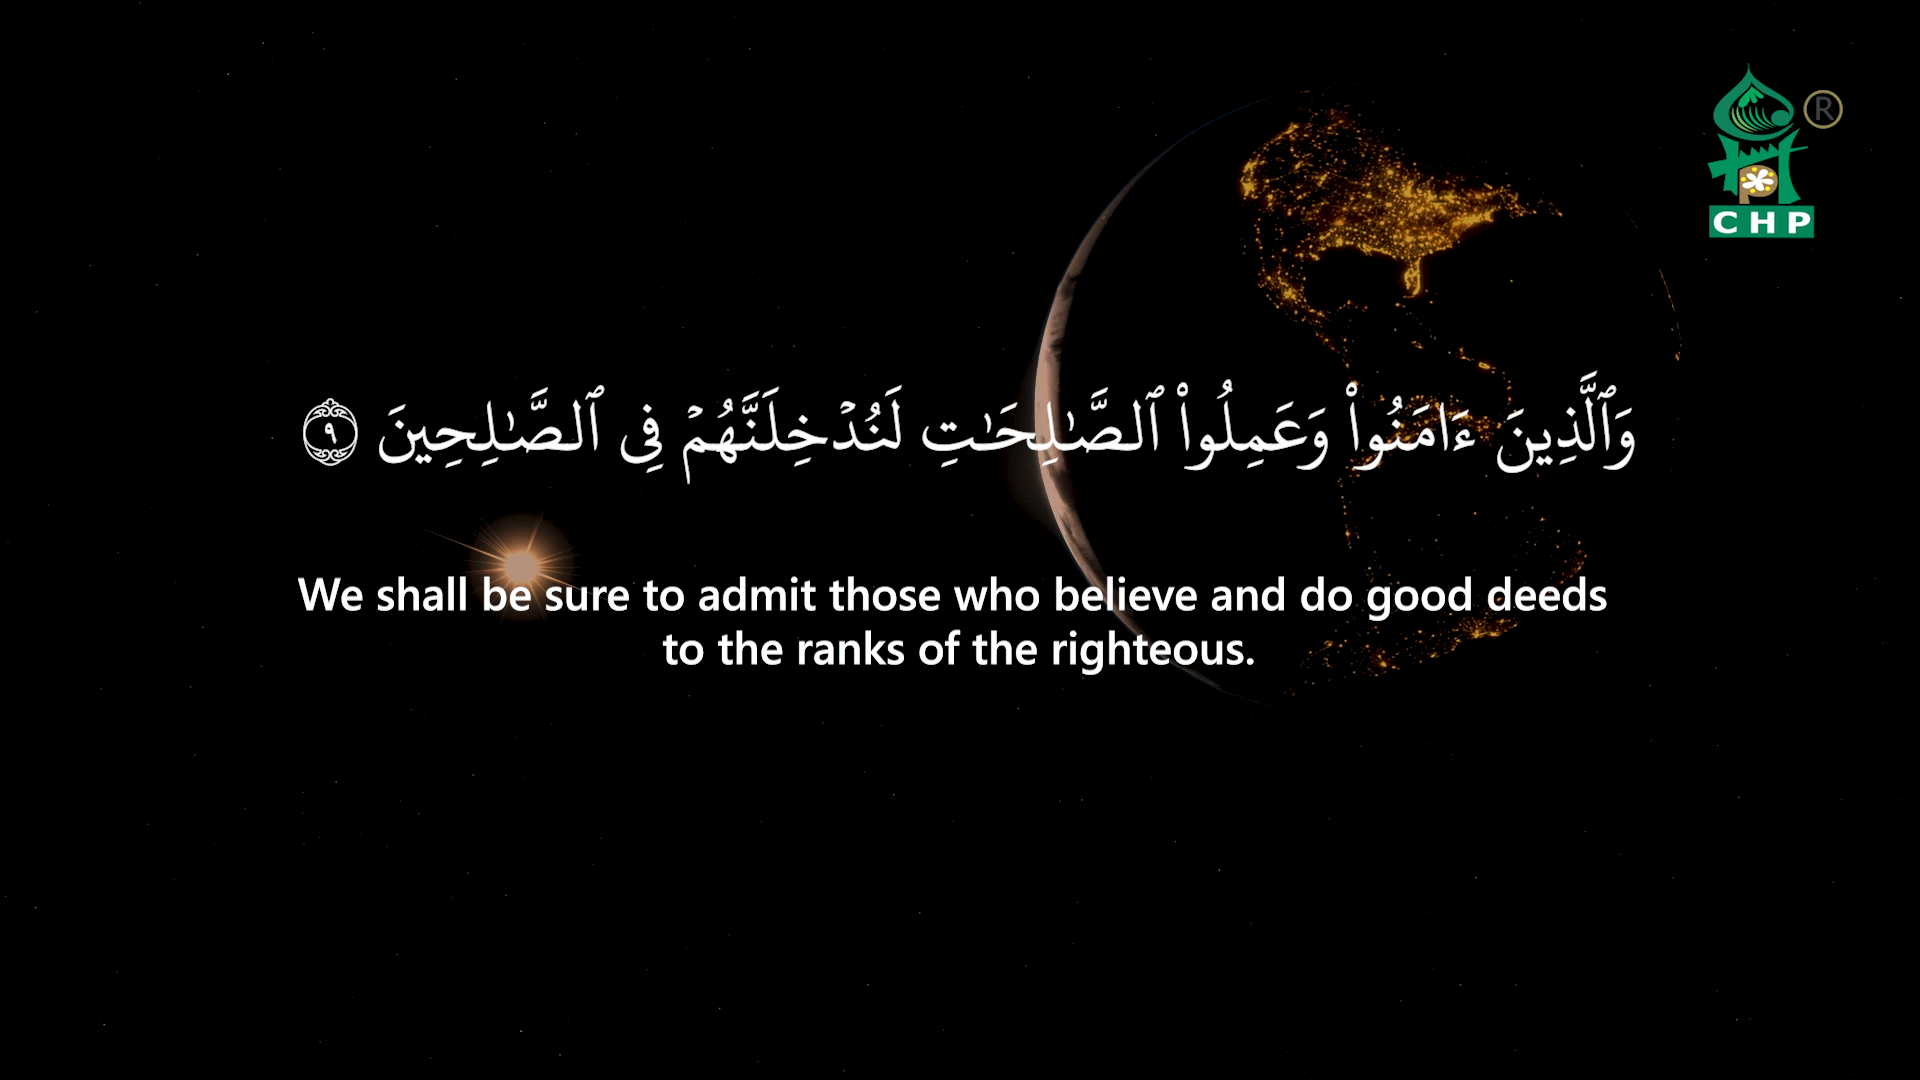 CHP
®
وَٱلَّذِينَ ءَامَنُوا۟ وَعَمِلُوا۟ ٱلصَّـٰلِحَـٰتِ لَنُدْخِلَنَّهُمْ فِى ٱلصَّـٰلِحِينَ ٩
We shall be sure to admit those who believe and do good deeds
to the ranks of the righteous.